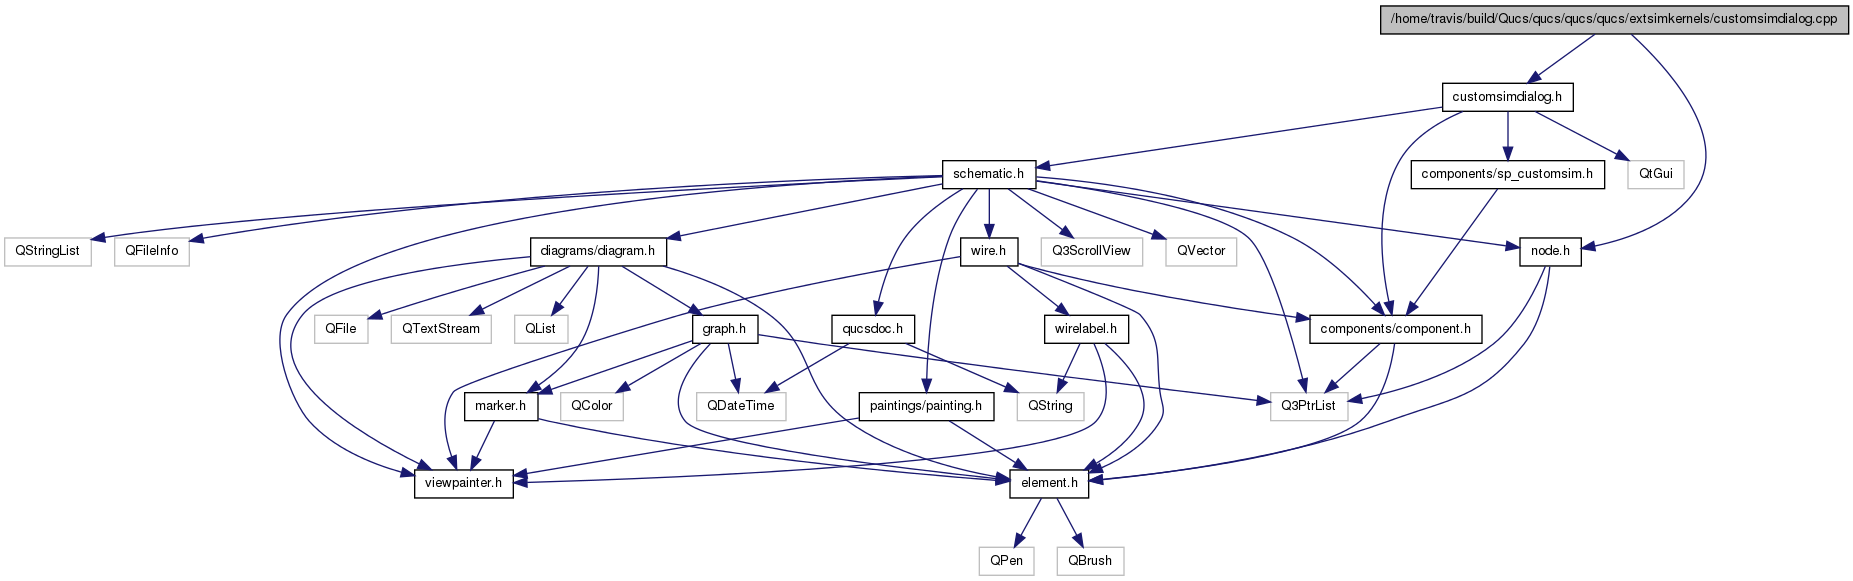 /home/travis/build/Qucs/qucs/qucs/qucs/extsimkernels/customsimdialog.cpp
customsimdialog.h
schematic.h
components/sp_customsim.h
QtGui
QStringList
QFileInfo
diagrams/diagram.h
wire.h
Q3ScrollView
QVector
node.h
QFile
QTextStream
QList
graph.h
qucsdoc.h
wirelabel.h
components/component.h
marker.h
QColor
QDateTime
paintings/painting.h
QString
Q3PtrList
viewpainter.h
element.h
QPen
QBrush